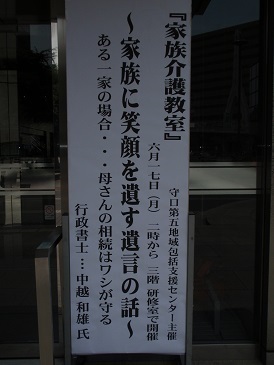 『家族介護教室』
守口第五地域包括支援センター主催
六月一七日(月)二時から 三階 研修室で開催
～家族に笑顔を遺す遺言の話～
ある一家の場合・・・母さんの相続はワシが守る
行政書士…中越 和雄 氏